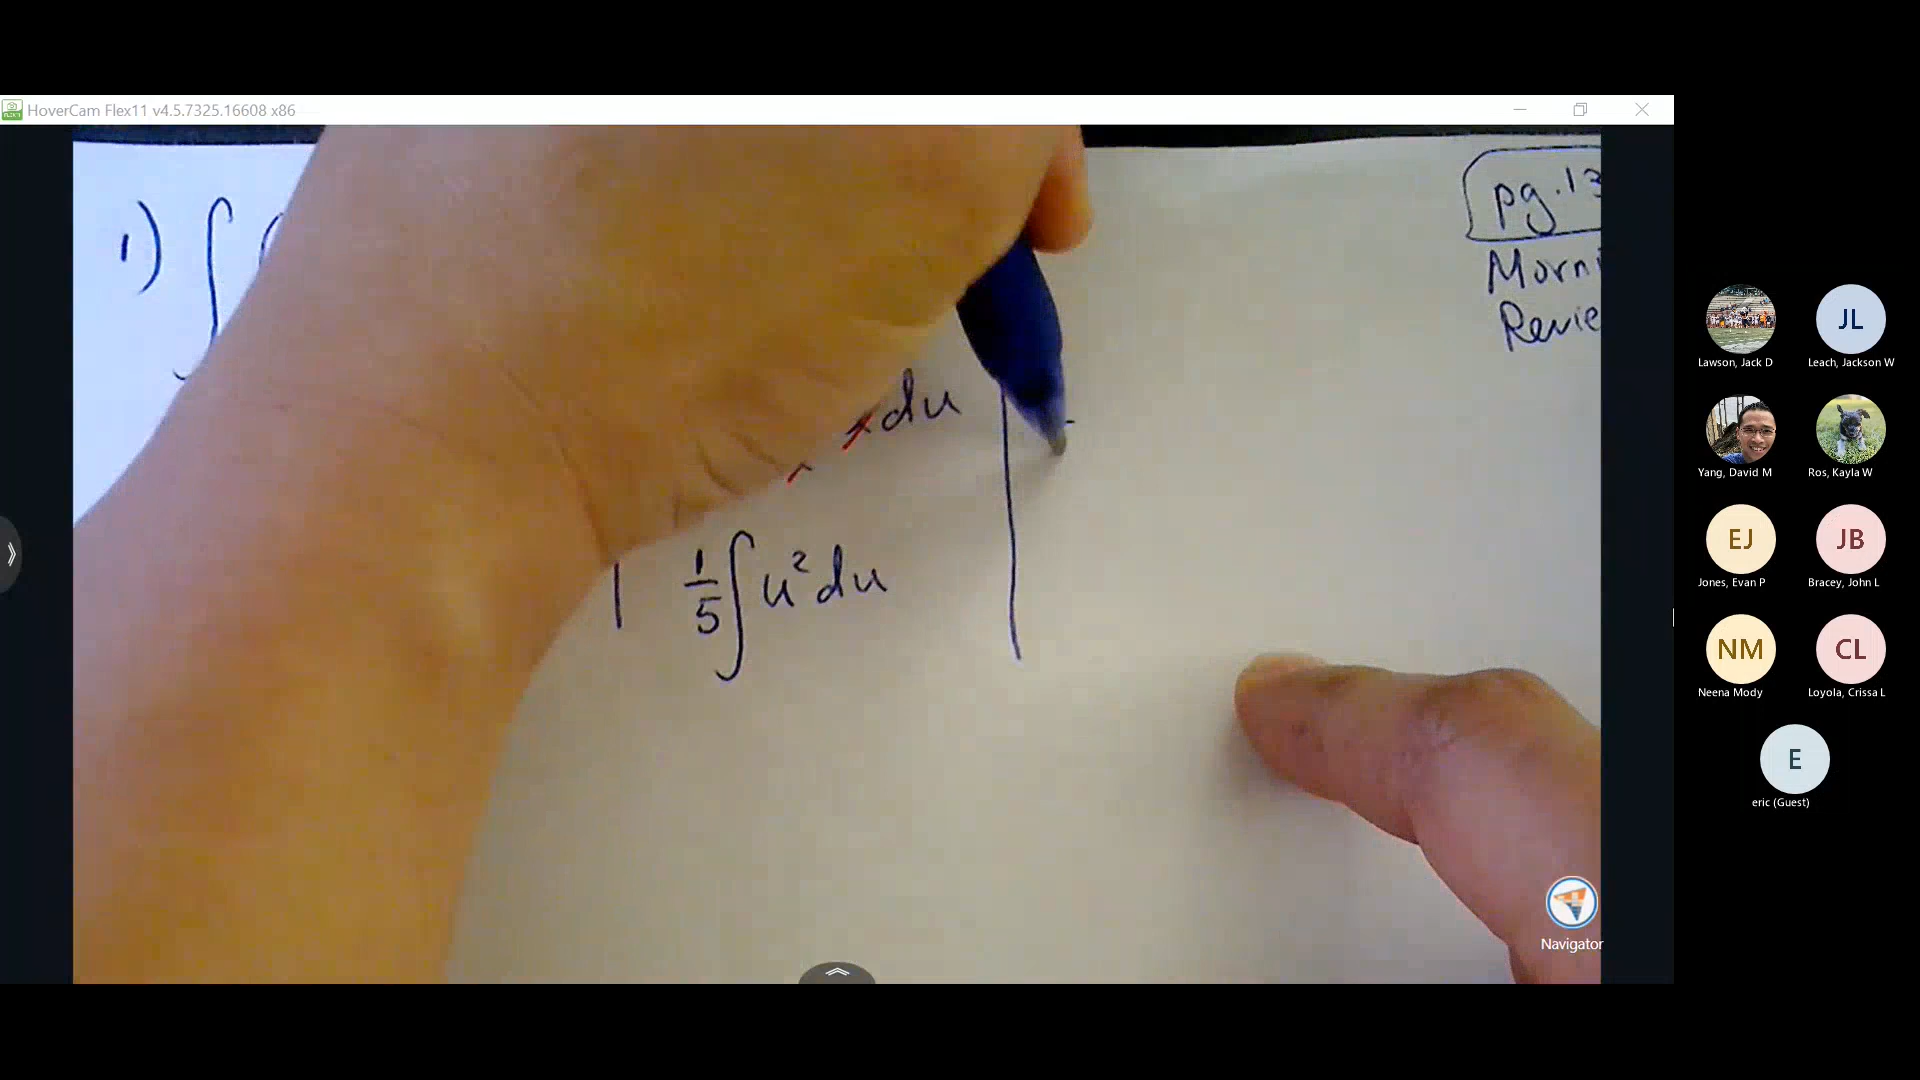 HoverCam Flex11 v4.5.7325.16608 x86
pg.13
1) ∫ (
Morni
Revie
du
1/5 ∫ u² du
JL
Lawson, Jack D
Leach, Jackson W
Yang, David M
Ros, Kayla W
EJ
JB
Jones, Evan P
Bracey, John L
NM
CL
Neena Mody
Loyola, Crissa L
E
eric (Guest)
Navigator